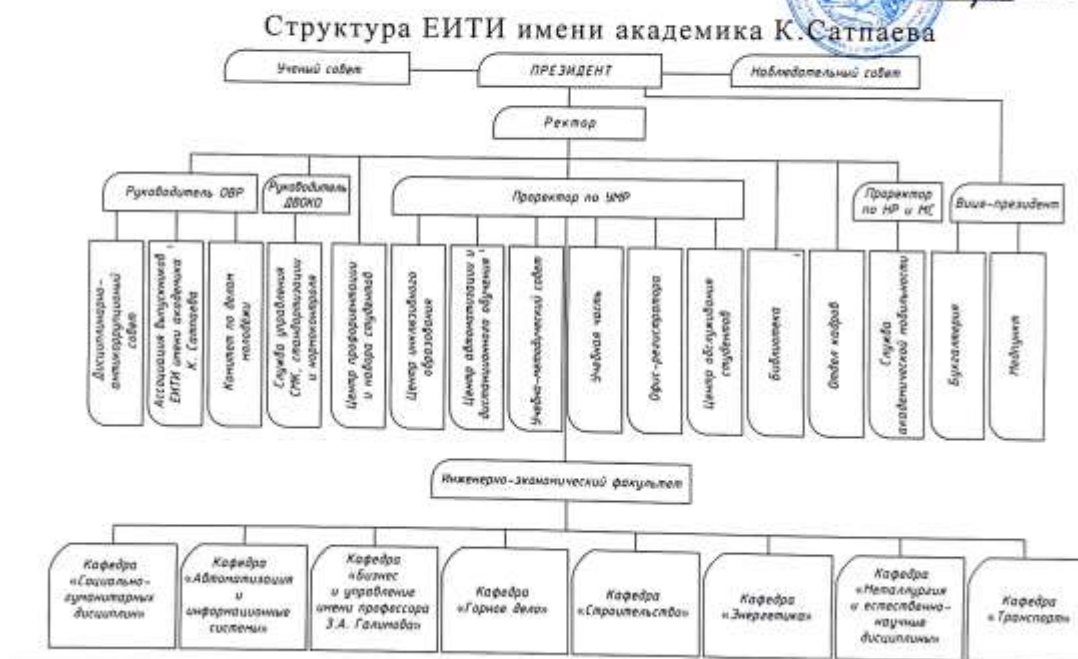 Структура ЕИТИ имени академика К.Сатпаева
Ученый совет
ПРЕЗИДЕНТ
Наблюдательный совет
Ректор
Руководитель ОВР
Руководитель
ДВОКО
Проректор по УМР
Проректор
по НР и МС
Вице-президент
Дисциплинарно-
антикоррупционный
совет
Ассоциация выпускников
ЕИТИ имени академика
К. Сатпаева
Комитет по делам
молодёжи
Служба управления
СМК, стандартизации
и нормоконтроля
Центр профориентации
и набора студентов
Центр инклюзивного
образования
Центр автоматизации и
дистанционного обучения
Учебно-методический совет
Учебная часть
Офис-регистратора
Центр обслуживания
студентов
Библиотека
Отдел кадров
Служба
академической мобильности
Бухгалтерия
Медпункт
Инженерно-экономический факультет
Кафедра
«Социально-
гуманитарных
дисциплин»
Кафедра
«Автоматизация
и
информационные
системы»
Кафедра
«Бизнес
и управление
имени профессора
З.А. Галимова»
Кафедра
«Горное дело»
Кафедра
«Строительство»
Кафедра
«Энергетика»
Кафедра
«Металлургия
и естественно-
научные
дисциплины»
Кафедра
«Транспорт»